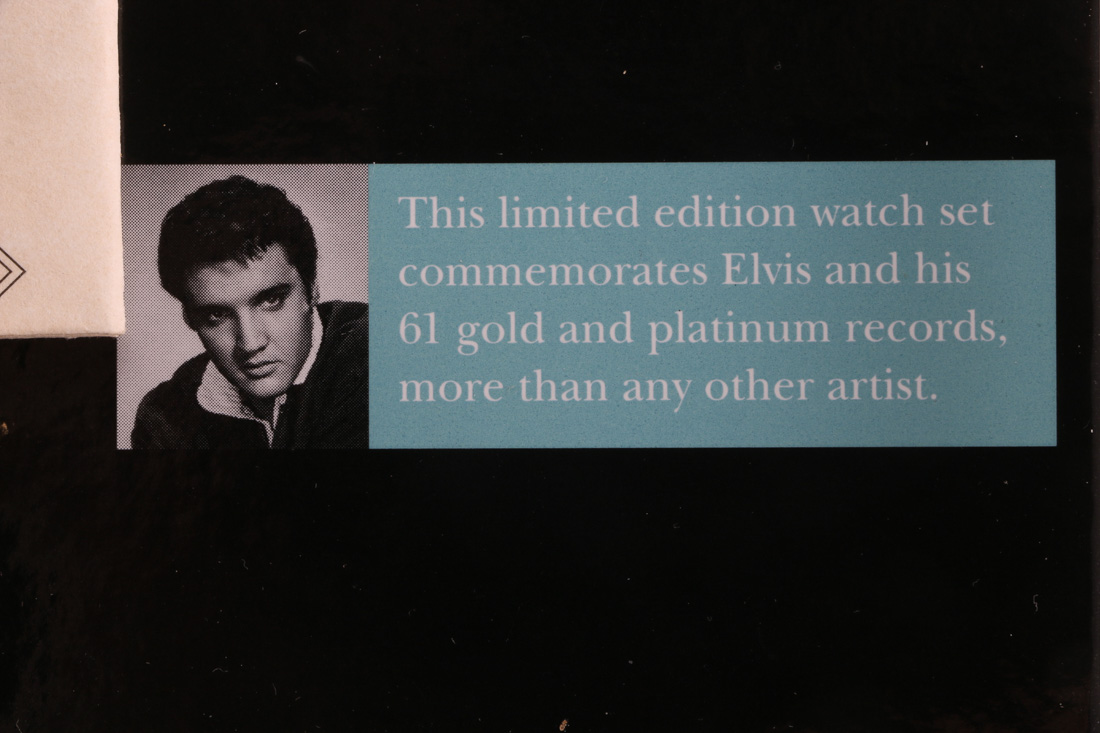 This limited edition watch set
commemorates Elvis and his
61 gold and platinum records,
more than any other artist.